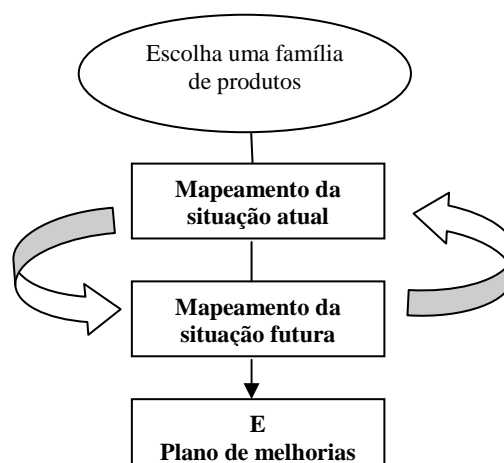 Escolha uma família
de produtos
Mapeamento da
situação atual
Mapeamento da
situação futura
E
Plano de melhorias